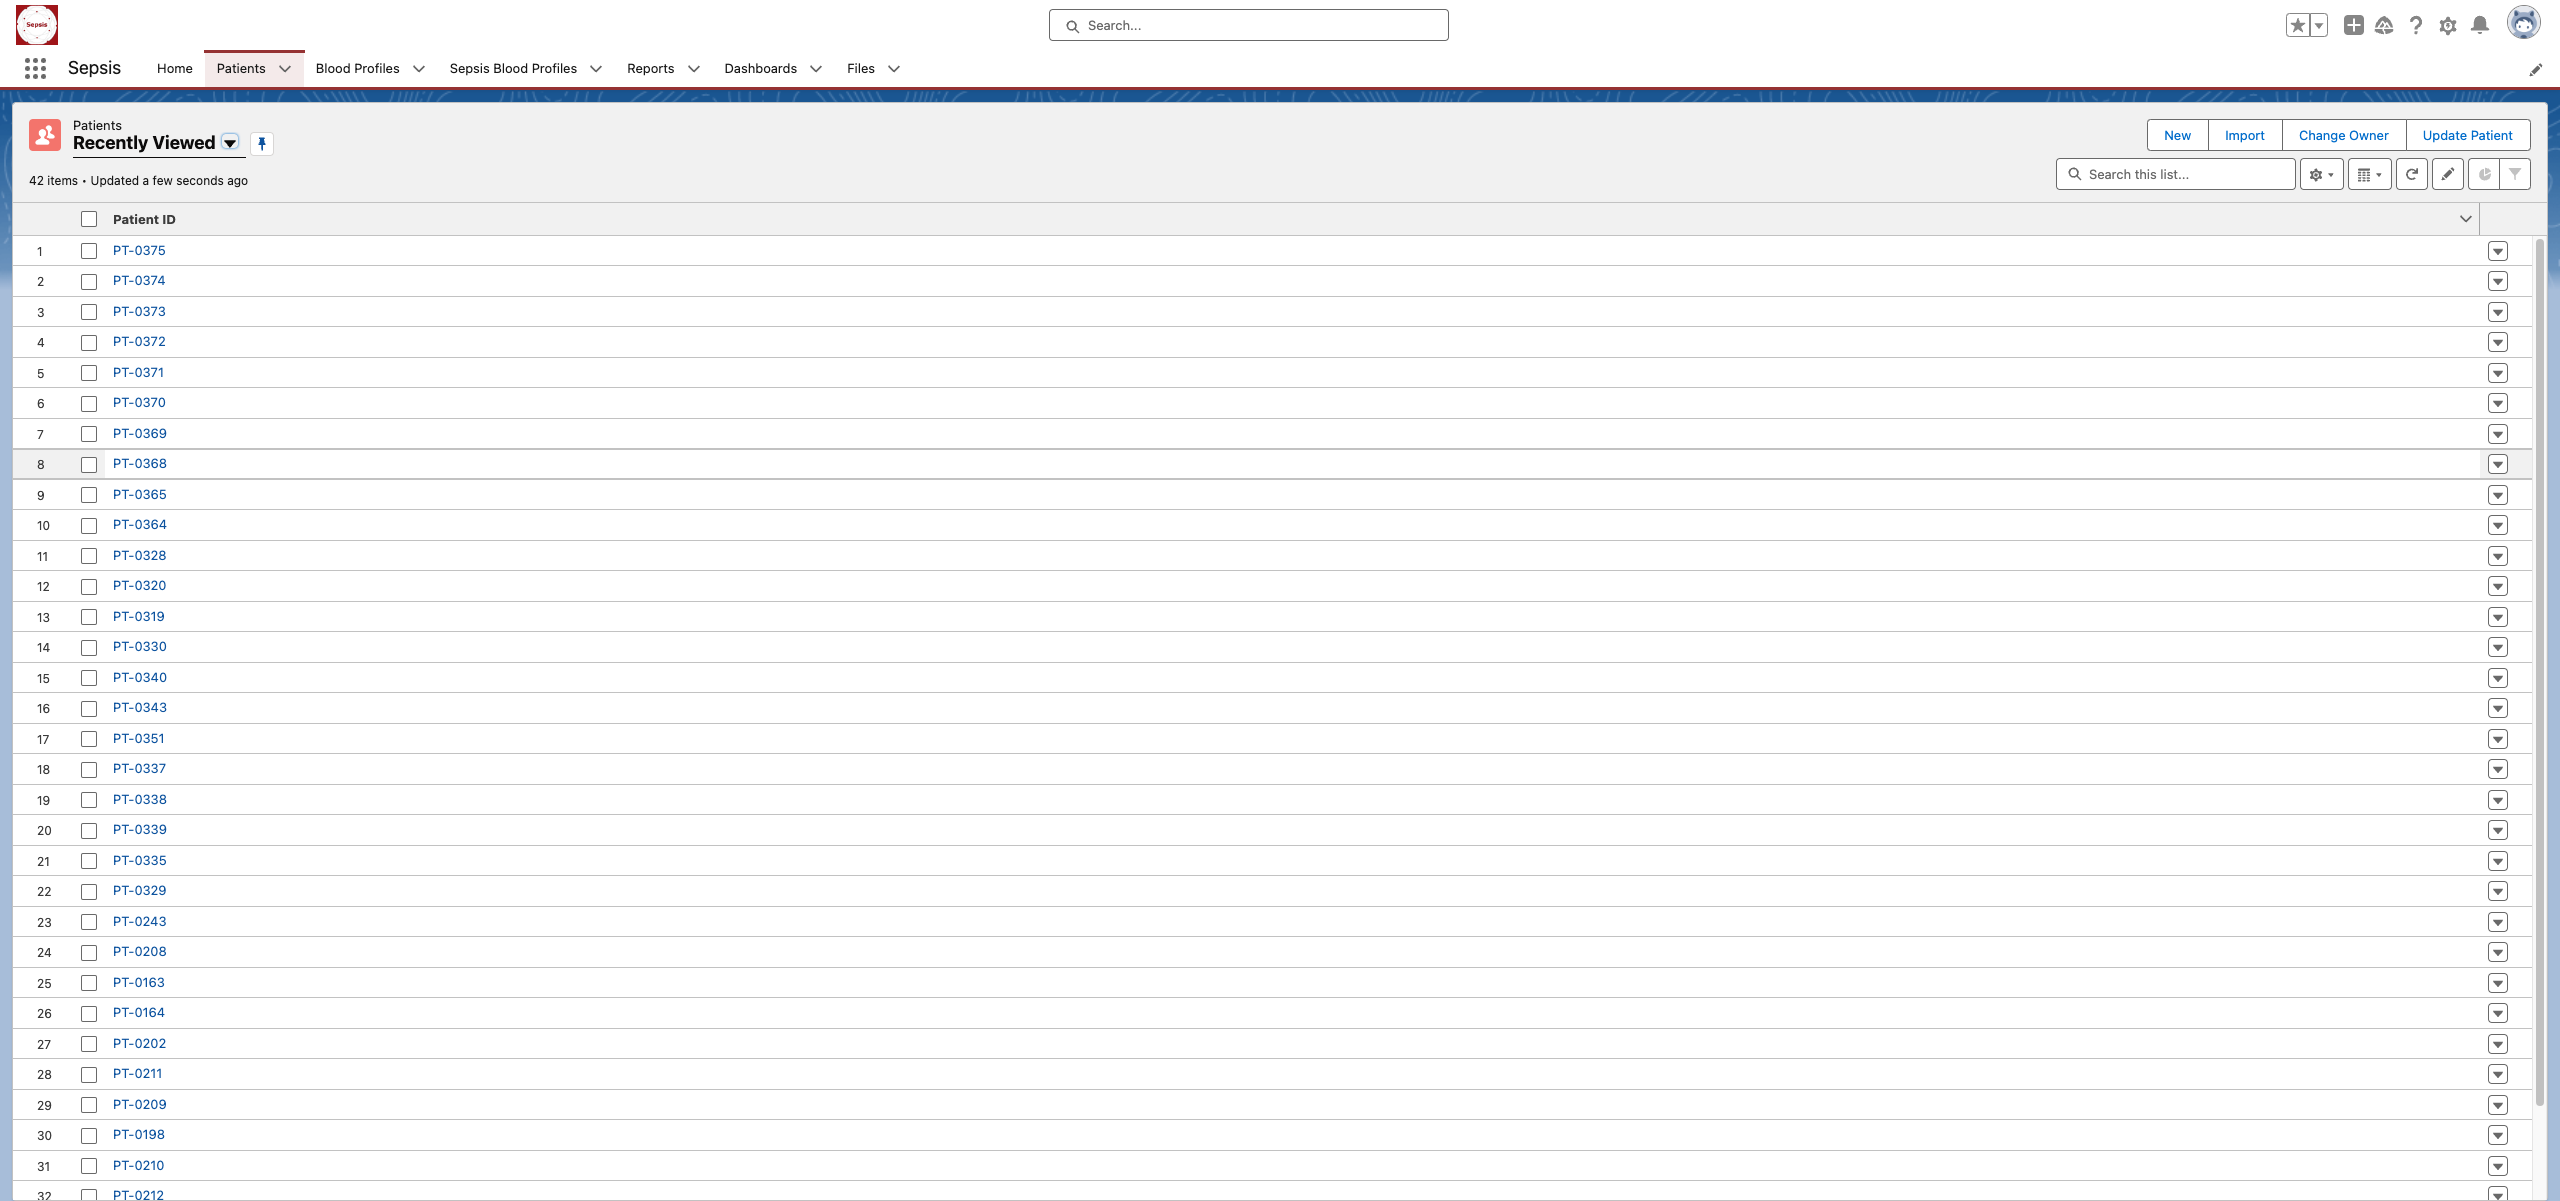 Sepsis
Search...
Sepsis
Home
Patients
Blood Profiles
Sepsis Blood Profiles
Reports
Dashboards
Files
Patients
Recently Viewed
New
Import
Change Owner
Update Patient
42 items • Updated a few seconds ago
Search this list...
Patient ID
1 PT-0375
2 PT-0374
3 PT-0373
4 PT-0372
5 PT-0371
6 PT-0370
7 PT-0369
8 PT-0368
9 PT-0365
10 PT-0364
11 PT-0328
12 PT-0320
13 PT-0319
14 PT-0330
15 PT-0340
16 PT-0343
17 PT-0351
18 PT-0337
19 PT-0338
20 PT-0339
21 PT-0335
22 PT-0329
23 PT-0243
24 PT-0208
25 PT-0163
26 PT-0164
27 PT-0202
28 PT-0211
29 PT-0209
30 PT-0198
31 PT-0210
32 PT-0212